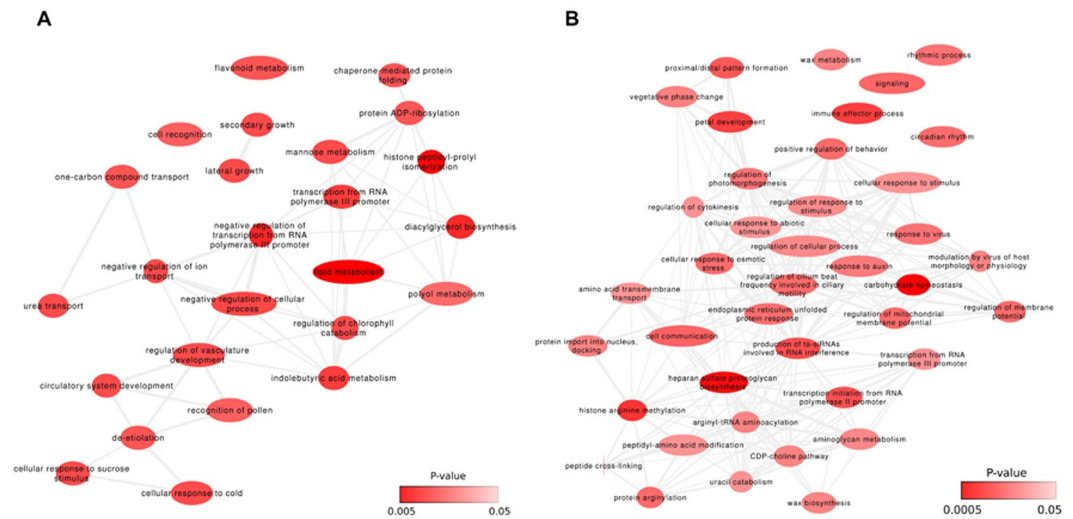 A
B
flavonoid metabolism
chaperone-mediated protein
folding
protein ADP-ribosylation
secondary growth
cell recognition
mannose metabolism
histone peptidyl-prolyl
isomerization
lateral growth
one-carbon compound transport
transcription from RNA
polymerase III promoter
negative regulation of
transcription from RNA
polymerase III promoter
diacylglycerol biosynthesis
negative regulation of ion
transport
lipid metabolism
polyol metabolism
urea transport
negative regulation of cellular
process
regulation of chlorophyll
catabolism
regulation of vasculature
development
indolebutyric acid metabolism
circulatory system development
recognition of pollen
de-etiolation
cellular response to sucrose
stimulus
cellular response to cold
P-value
0.005
0.05
proximal/distal pattern formation
wax metabolism
rhythmic process
signaling
vegetative phase change
petal development
immune effector process
circadian rhythm
positive regulation of behavior
regulation of
photomorphogenesis
cellular response to stimulus
regulation of cytokinesis
regulation of response to
stimulus
cellular response to abiotic
stimulus
response to virus
regulation of cellular process
cellular response to osmotic
stress
response to auxin
modulation by virus of host
morphology or physiology
regulation of cilium beat
frequency involved in ciliary
motility
carbohydrate homeostasis
amino acid transmembrane
transport
endoplasmic reticulum unfolded
protein response
regulation of mitochondrial
membrane potential
regulation of membrane
potential
cell communication
protein import into nucleus,
docking
production of ta-siRNAs
involved in RNA interference
transcription from RNA
polymerase III promoter
heparan sulfate proteoglycan
biosynthesis
transcription initiation from RNA
polymerase II promoter
histone arginine methylation
arginyl-tRNA aminoacylation
peptidyl-amino acid modification
aminoglycan metabolism
CDP-choline pathway
peptide cross-linking
uracil catabolism
protein arginylation
wax biosynthesis
P-value
0.0005
0.05